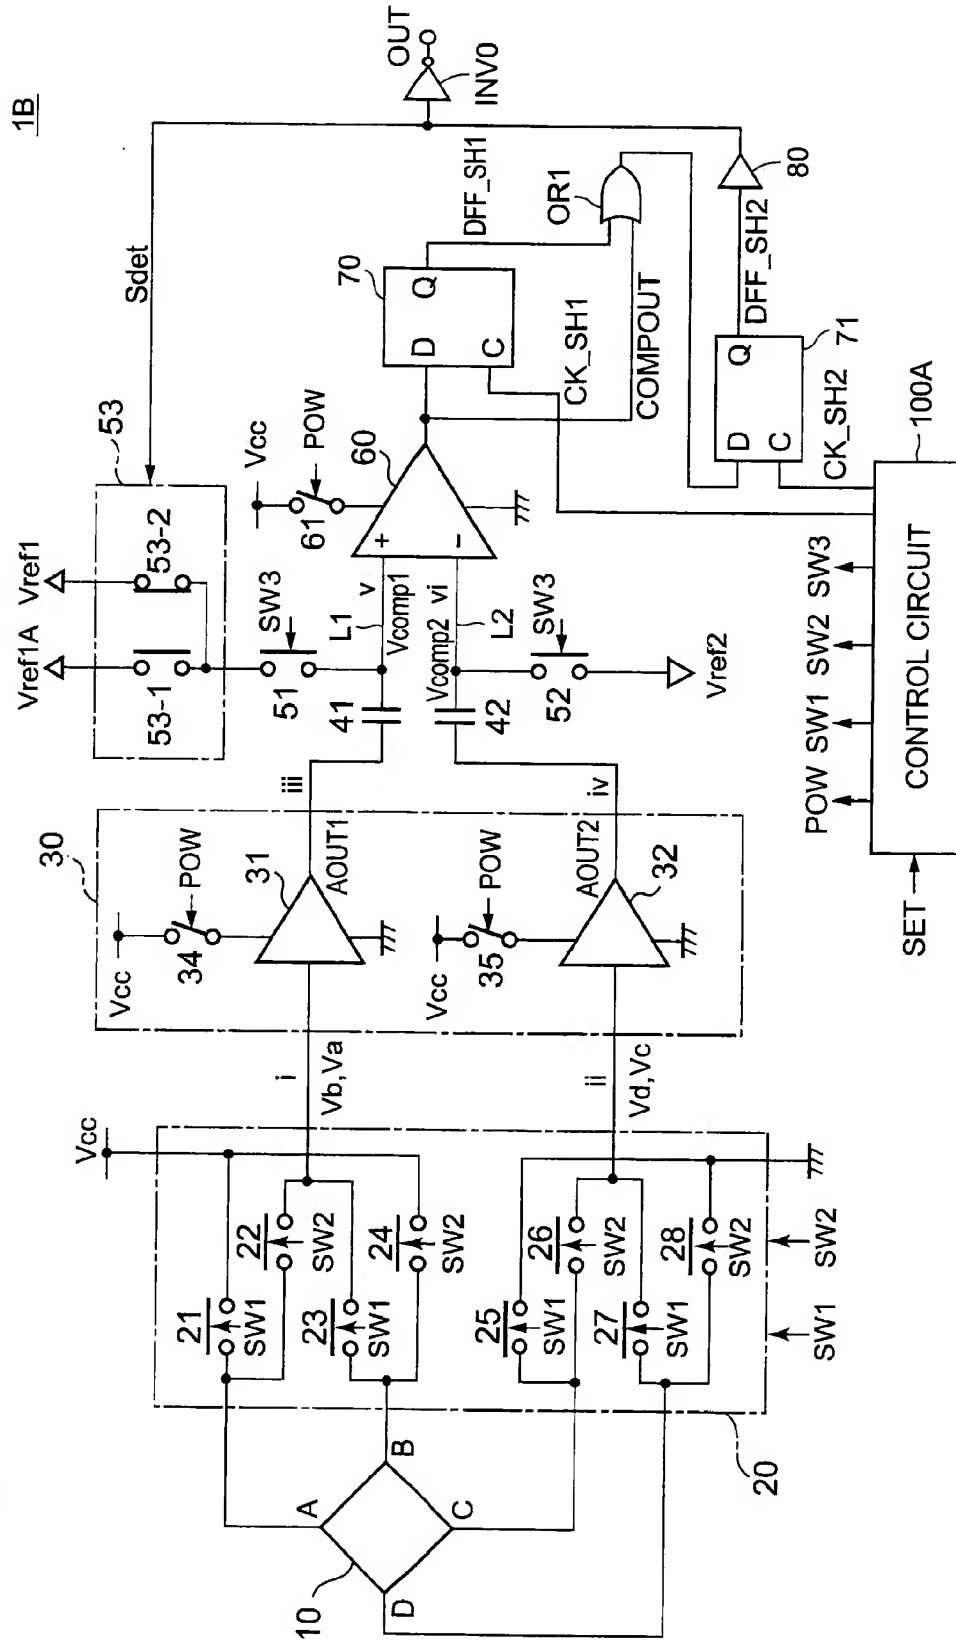 1B
Vcc
21
SW1
22
SW2
23
SW1
24
SW2
25
SW1
26
SW2
27
SW1
28
SW2
SW1
SW2
20
10
A
B
C
D
i
Vb,Va
ii
Vd,Vc
30
Vcc
34
POW
31
AOUT1
Vcc
35
POW
32
AOUT2
iii
iv
41
42
Vref1A
Vref1
53
53-1
53-2
Sdet
51
SW3
L1
v
Vcomp1
Vcomp2
vi
L2
52
SW3
Vref2
Vcc
61
POW
60
+
-
70
D
Q
C
DFF_SH1
CK_SH1
COMPOUT
OR1
71
D
Q
C
DFF_SH2
CK_SH2
80
INV0
OUT
POW
SW1
SW2
SW3
SET
CONTROL CIRCUIT
100A